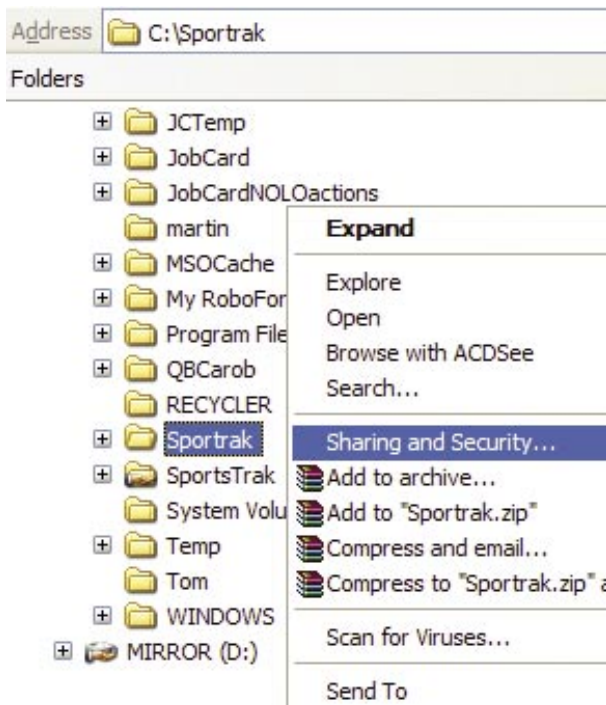 Address C:\Sportrak
Folders
JCTemp
JobCard
JobCardNOLOactions
martin
MSOCache
My RoboFor
Program File
QBCarob
RECYCLER
Sportrak
SportsTrak
System Volu
Temp
Tom
WINDOWS
MIRROR (D:)
Expand
Explore
Open
Browse with ACDSee
Search...
Sharing and Security...
Add to archive...
Add to "Sportrak.zip"
Compress and email...
Compress to "Sportrak.zip" a
Scan for Viruses...
Send To